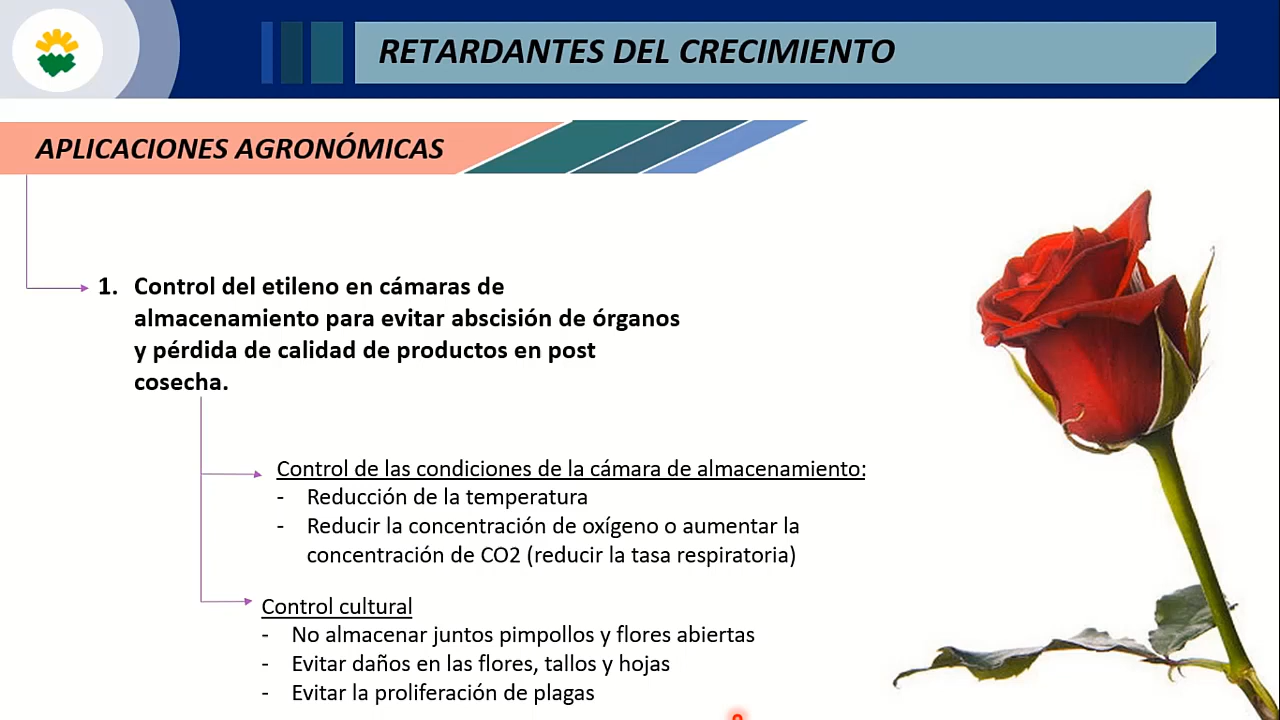 RETARDANTES DEL CRECIMIENTO
APLICACIONES AGRONÓMICAS
1. Control del etileno en cámaras de
almacenamiento para evitar abscisión de órganos
y pérdida de calidad de productos en post
cosecha.
Control de las condiciones de la cámara de almacenamiento:
- Reducción de la temperatura
- Reducir la concentración de oxígeno o aumentar la
concentración de CO2 (reducir la tasa respiratoria)
Control cultural
- No almacenar juntos pimpollos y flores abiertas
- Evitar daños en las flores, tallos y hojas
- Evitar la proliferación de plagas